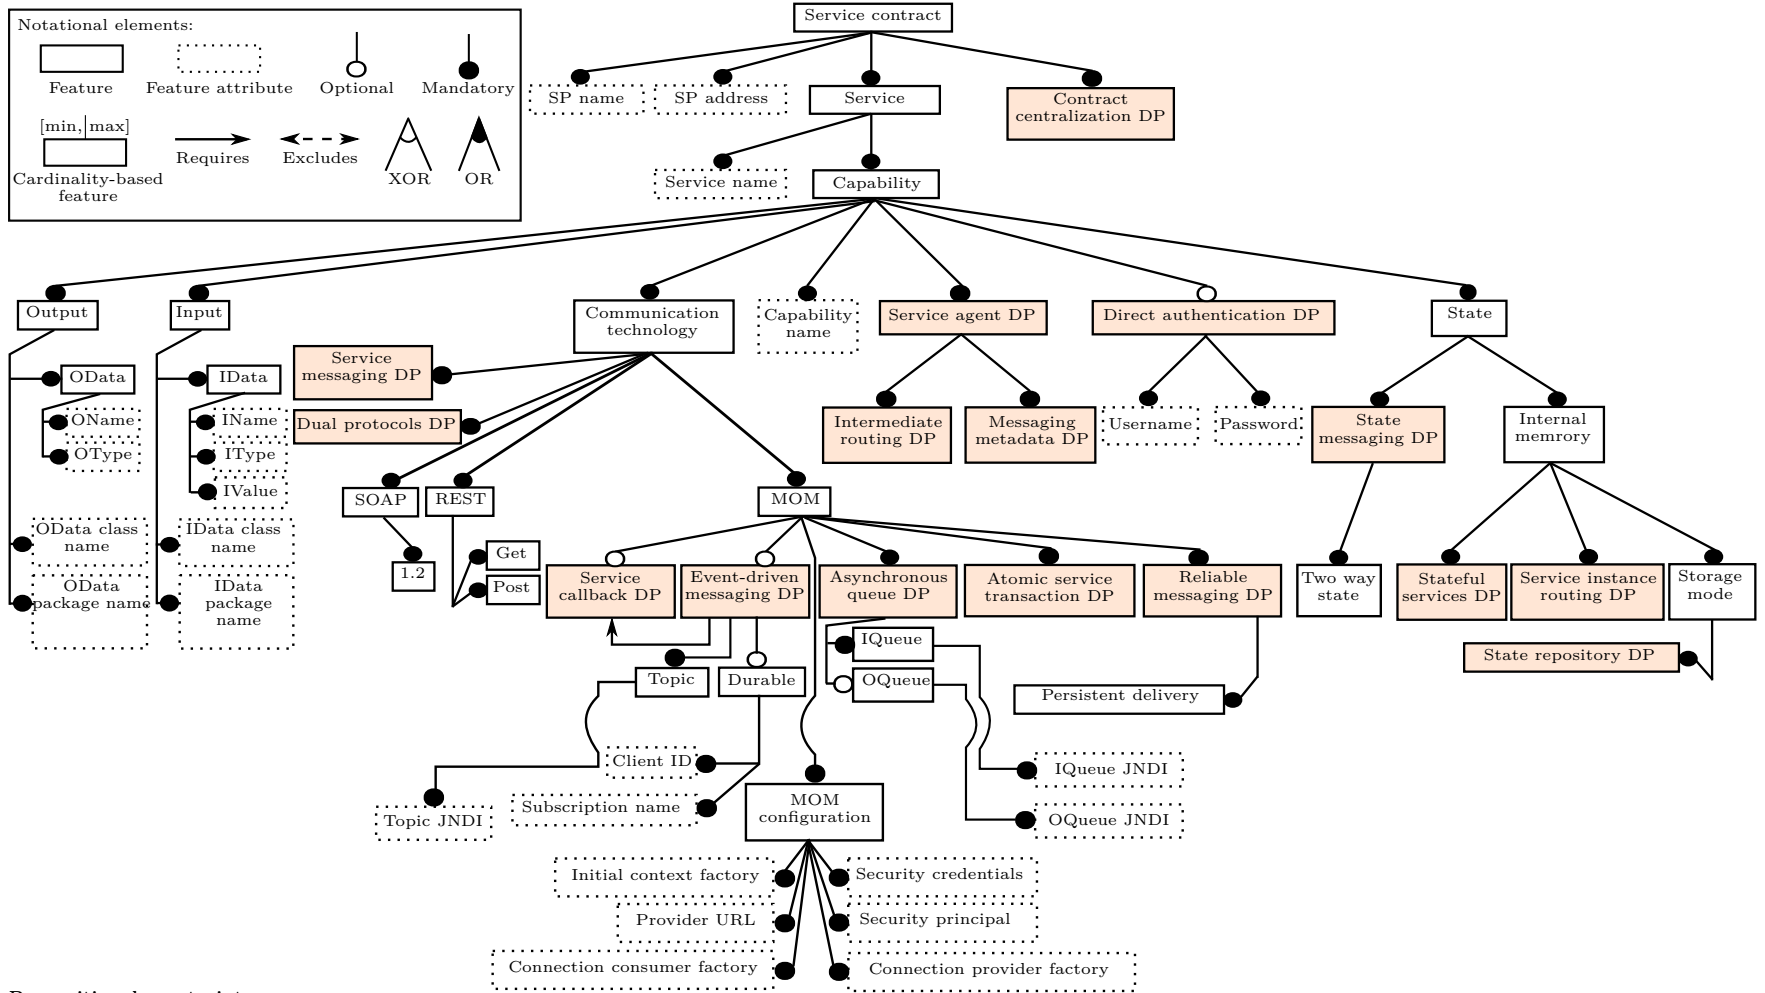 Notational elements:
Feature
Feature attribute
Optional
Mandatory
[min, max]
Cardinality-based
feature
Requires
Excludes
XOR
OR
Service contract
SP name
SP address
Service
Contract
centralization DP
Service name
Capability
Output
Input
Communication
technology
Capability
name
Service agent DP
Direct authentication DP
State
OData
OName
OType
OData class
name
OData
package name
IData
IName
IType
IValue
IData class
name
IData
package
name
Service
messaging DP
Dual protocols DP
SOAP
REST
MOM
1.2
Get
Post
Intermediate
routing DP
Messaging
metadata DP
Username
Password
State
messaging DP
Internal
memrory
Service
callback DP
Event-driven
messaging DP
Asynchronous
queue DP
Atomic service
transaction DP
Reliable
messaging DP
Two way
state
Stateful
services DP
Service instance
routing DP
Storage
mode
State repository DP
IQueue
OQueue
Topic
Durable
Persistent delivery
Client ID
Subscription name
Topic JNDI
MOM
configuration
IQueue JNDI
OQueue JNDI
Initial context factory
Security credentials
Provider URL
Security principal
Connection consumer factory
Connection provider factory